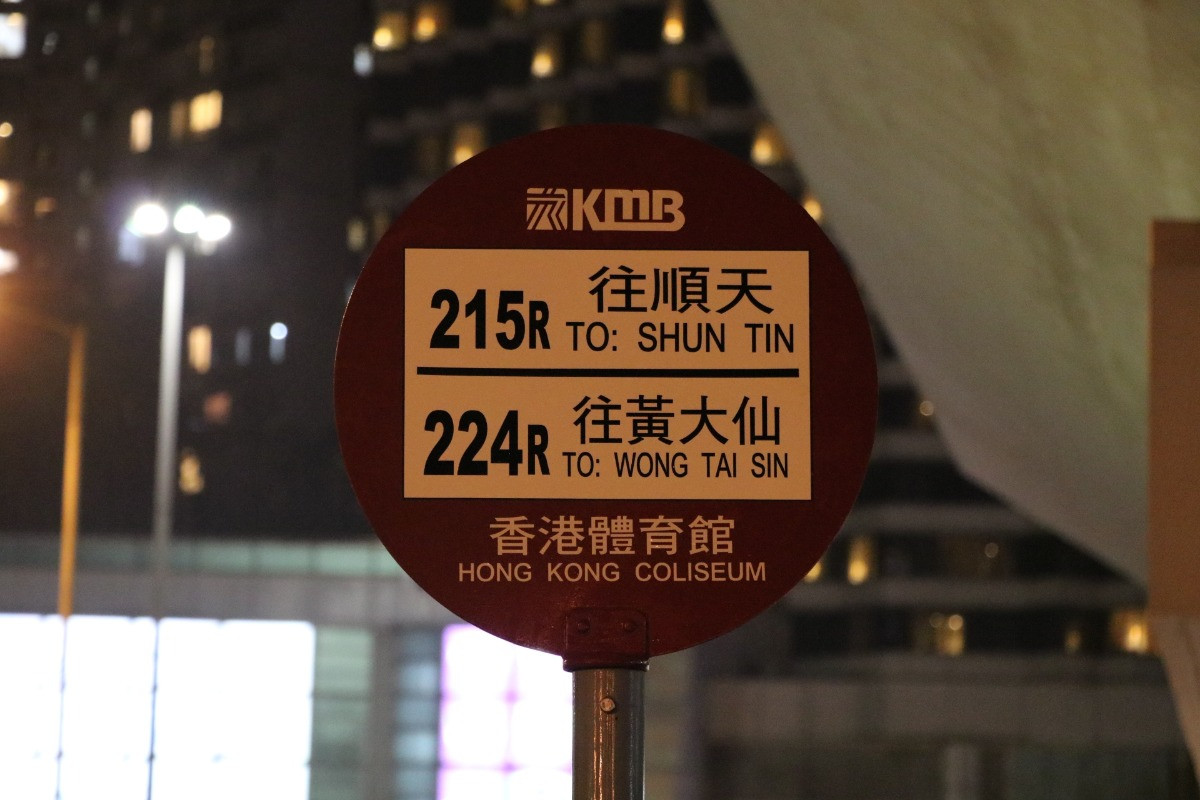 KMB
215R 往順天
TO: SHUN TIN
224R 往黃大仙
TO: WONG TAI SIN
香港體育館
HONG KONG COLISEUM